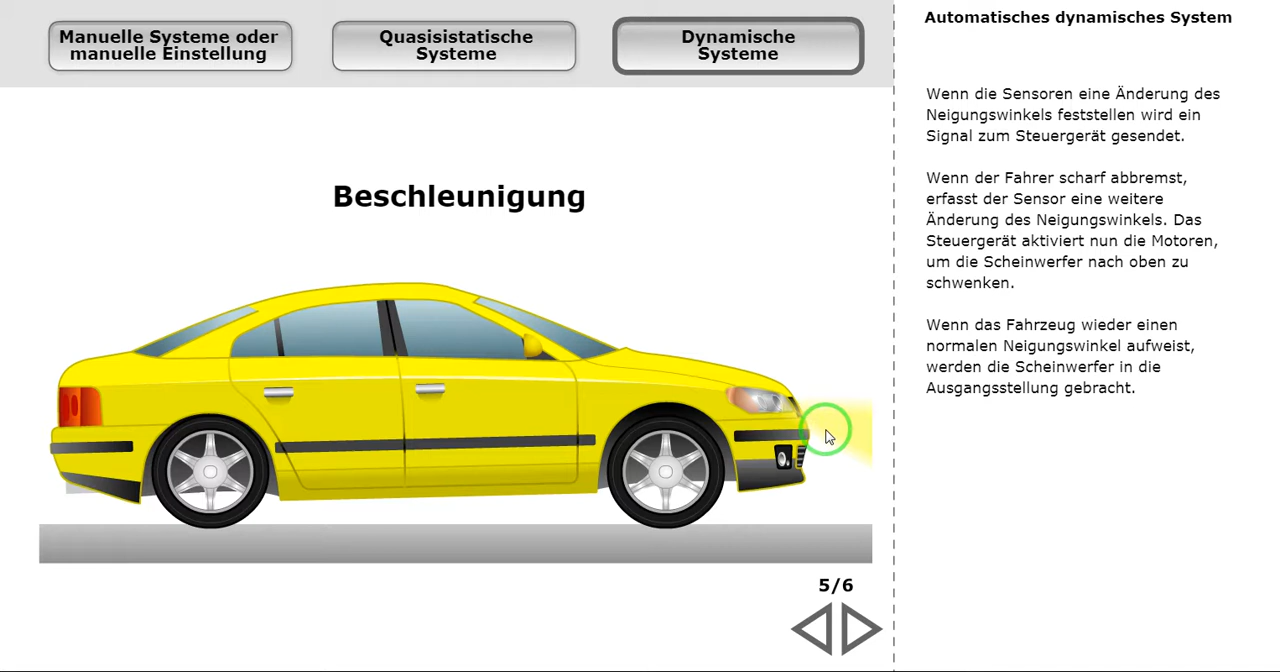 Manuelle Systeme oder
manuelle Einstellung
Quasisistatische
Systeme
Dynamische
Systeme
Beschleunigung
5/6
Automatisches dynamisches System
Wenn die Sensoren eine Änderung des
Neigungswinkels feststellen wird ein
Signal zum Steuergerät gesendet.
Wenn der Fahrer scharf abbremst,
erfasst der Sensor eine weitere
Änderung des Neigungswinkels. Das
Steuergerät aktiviert nun die Motoren,
um die Scheinwerfer nach oben zu
schwenken.
Wenn das Fahrzeug wieder einen
normalen Neigungswinkel aufweist,
werden die Scheinwerfer in die
Ausgangsstellung gebracht.